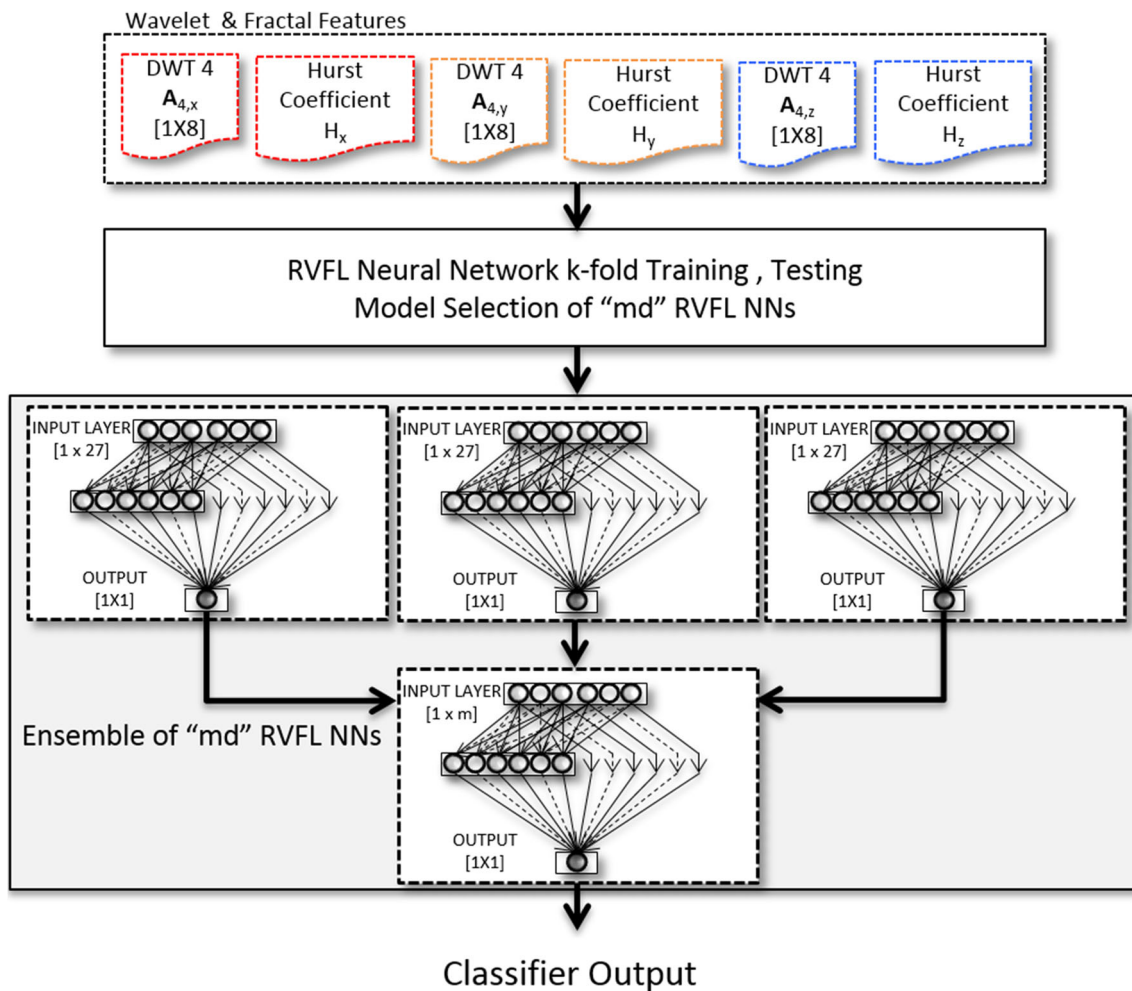 Wavelet & Fractal Features
DWT 4
A4,x
[1X8]
Hurst
Coefficient
Hx
DWT 4
A4,y
[1X8]
Hurst
Coefficient
Hy
DWT 4
A4,z
[1X8]
Hurst
Coefficient
Hz
RVFL Neural Network k-fold Training , Testing
Model Selection of “md” RVFL NNs
INPUT LAYER
[1 x 27]
OUTPUT
[1X1]
INPUT LAYER
[1 x 27]
OUTPUT
[1X1]
INPUT LAYER
[1 x 27]
OUTPUT
[1X1]
Ensemble of “md” RVFL NNs
INPUT LAYER
[1 x m]
OUTPUT
[1X1]
Classifier Output